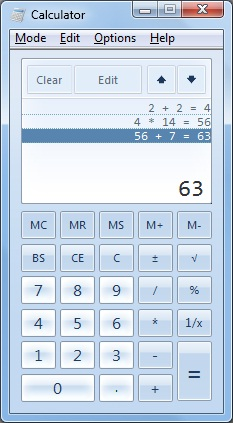 Calculator
Mode Edit Options Help
Clear Edit
2 + 2 = 4
4 * 14 = 56
56 + 7 = 63
63
MC MR MS M+ M-
BS CE C ± √
7 8 9 / %
4 5 6 * 1/x
1 2 3 - =
0 . +